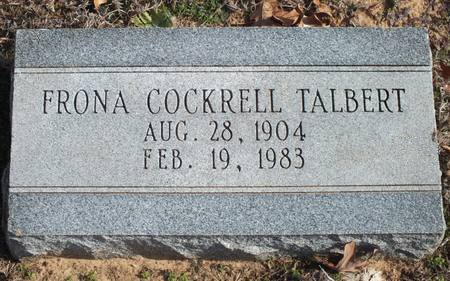 FRONA COCKRELL TALBERT
AUG. 28, 1904
FEB. 19, 1983